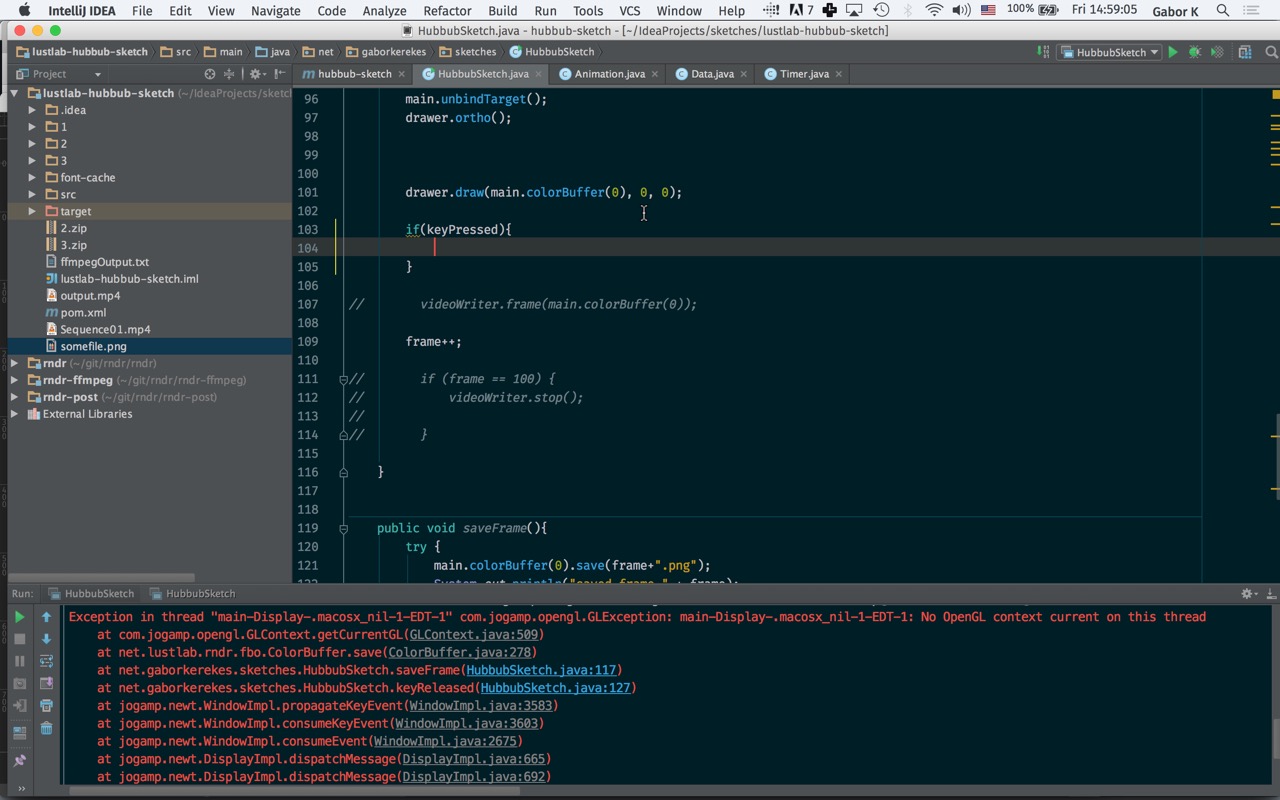 IntelliJ IDEA File Edit View Navigate Code Analyze Refactor Build Run Tools VCS Window Help 7 100% Fri 14:59:05 Gabor K
HubbubSketch.java - hubbub-sketch - [~/IdeaProjects/sketches/lustlab-hubbub-sketch]
lustlab-hubbub-sketch src main java net gaborkerekes sketches HubbubSketch HubbubSketch
Project hubbub-sketch HubbubSketch.java Animation.java Data.java Timer.java
lustlab-hubbub-sketch (~/IdeaProjects/sketcl
.idea
1
2
3
font-cache
src
target
2.zip
3.zip
ffmpegOutput.txt
lustlab-hubbub-sketch.iml
output.mp4
pom.xml
Sequence01.mp4
somefile.png
rndr (~/git/rndr/rndr)
rndr-ffmpeg (~/git/rndr/rndr-ffmpeg)
rndr-post (~/git/rndr/rndr-post)
External Libraries
96 main.unbindTarget();
97 drawer.ortho();
98
99
100
101 drawer.draw(main.colorBuffer(0), 0, 0);
102
103 if(keyPressed){
104
105 }
106
107 // videoWriter.frame(main.colorBuffer(0));
108
109 frame++;
110
111 // if (frame == 100) {
112 // videoWriter.stop();
113 //
114 // }
115
116 }
117
118
119 public void saveFrame(){
120 try {
121 main.colorBuffer(0).save(frame+".png");
122 System.out.println("saved frame " + frame);
Run: HubbubSketch HubbubSketch
Exception in thread "main-Display-.macosx_nil-1-EDT-1" com.jogamp.opengl.GLException: main-Display-.macosx_nil-1-EDT-1: No OpenGL context current on this thread
at com.jogamp.opengl.GLContext.getCurrentGL(GLContext.java:509)
at net.lustlab.rndr.fbo.ColorBuffer.save(ColorBuffer.java:278)
at net.gaborkerekes.sketches.HubbubSketch.saveFrame(HubbubSketch.java:117)
at net.gaborkerekes.sketches.HubbubSketch.keyReleased(HubbubSketch.java:127)
at jogamp.newt.WindowImpl.propagateKeyEvent(WindowImpl.java:3583)
at jogamp.newt.WindowImpl.consumeKeyEvent(WindowImpl.java:3603)
at jogamp.newt.WindowImpl.consumeEvent(WindowImpl.java:2675)
at jogamp.newt.DisplayImpl.dispatchMessage(DisplayImpl.java:665)
at jogamp.newt.DisplayImpl.dispatchMessage(DisplayImpl.java:692)